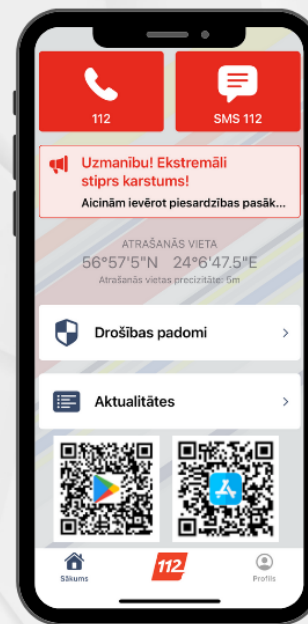 112
SMS 112
Uzmanību! Ekstremāli
stiprs karstums!
Aicinām ievērot piesardzības pasāk...
ATRAŠANĀS VIETA
56°57'5"N 24°6'47.5"E
Atrašanās vietas precizitāte: 6m
Drošības padomi
Aktualitātes
Sākums
112
Profils